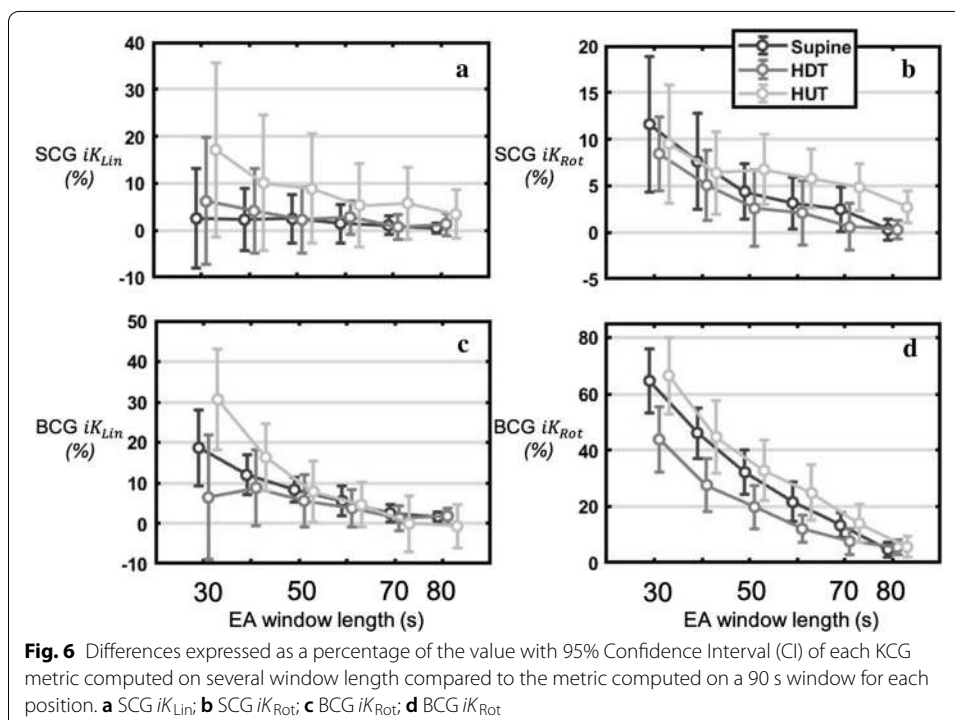 40
30
20
10
0
-10
SCG iK_Lin
(%)
a
20
15
10
5
0
-5
SCG iK_Rot
(%)
b
Supine
HDT
HUT
50
40
30
20
10
0
-10
BCG iK_Lin
(%)
c
30 50 70 80
EA window length (s)
80
60
40
20
0
BCG iK_Rot
(%)
d
30 50 70 80
EA window length (s)
Fig. 6 Differences expressed as a percentage of the value with 95% Confidence Interval (CI) of each KCG
metric computed on several window length compared to the metric computed on a 90 s window for each
position. a SCG iK_Lin; b SCG iK_Rot; c BCG iK_Rot; d BCG iK_Rot